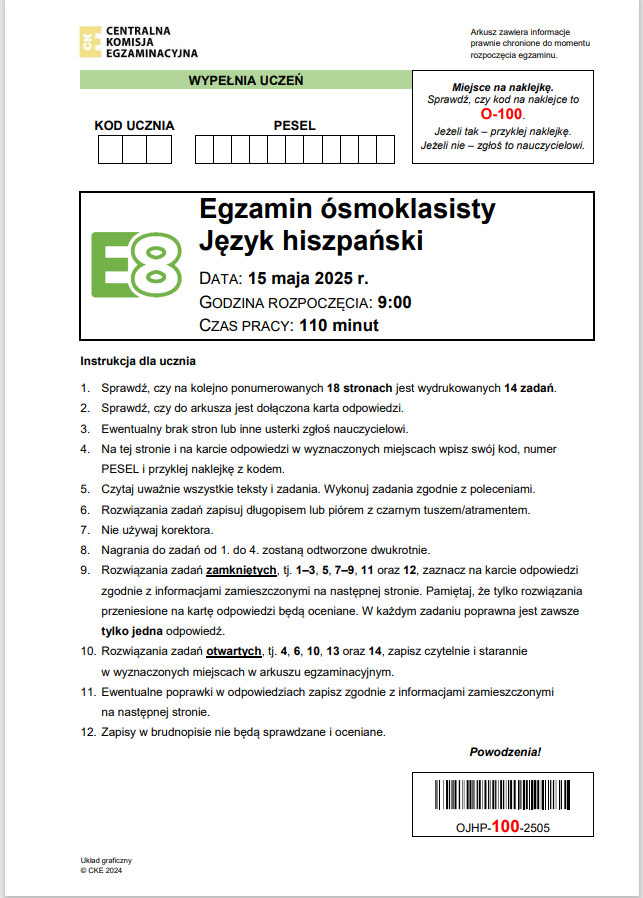 CENTRALNA
KOMISJA
EGZAMINACYJNA
Arkusz zawiera informacje
prawnie chronione do momentu
rozpoczęcia egzaminu.
WYPEŁNIA UCZEŃ
KOD UCZNIA
PESEL
Miejsce na naklejkę.
Sprawdź, czy kod na naklejce to
O-100.
Jeżeli tak – przyklej naklejkę.
Jeżeli nie – zgłoś to nauczycielowi.
E8
Egzamin ósmoklasisty
Język hiszpański
DATA: 15 maja 2025 r.
GODZINA ROZPOCZĘCIA: 9:00
CZAS PRACY: 110 minut
Instrukcja dla ucznia
1. Sprawdź, czy na kolejno ponumerowanych 18 stronach jest wydrukowanych 14 zadań.
2. Sprawdź, czy do arkusza jest dołączona karta odpowiedzi.
3. Ewentualny brak stron lub inne usterki zgłoś nauczycielowi.
4. Na tej stronie i na karcie odpowiedzi w wyznaczonych miejscach wpisz swój kod, numer
PESEL i przyklej naklejkę z kodem.
5. Czytaj uważnie wszystkie teksty i zadania. Wykonuj zadania zgodnie z poleceniami.
6. Rozwiązania zadań zapisuj długopisem lub piórem z czarnym tuszem/atramentem.
7. Nie używaj korektora.
8. Nagrania do zadań od 1. do 4. zostaną odtworzone dwukrotnie.
9. Rozwiązania zadań zamkniętych, tj. 1–3, 5, 7–9, 11 oraz 12, zaznacz na karcie odpowiedzi
zgodnie z informacjami zamieszczonymi na następnej stronie. Pamiętaj, że tylko rozwiązania
przeniesione na kartę odpowiedzi będą oceniane. W każdym zadaniu poprawna jest zawsze
tylko jedna odpowiedź.
10. Rozwiązania zadań otwartych, tj. 4, 6, 10, 13 oraz 14, zapisz czytelnie i starannie
w wyznaczonych miejscach w arkuszu egzaminacyjnym.
11. Ewentualne poprawki w odpowiedziach zapisz zgodnie z informacjami zamieszczonymi
na następnej stronie.
12. Zapisy w brudnopisie nie będą sprawdzane i oceniane.
Powodzenia!
OJHP-100-2505
Układ graficzny
© CKE 2024